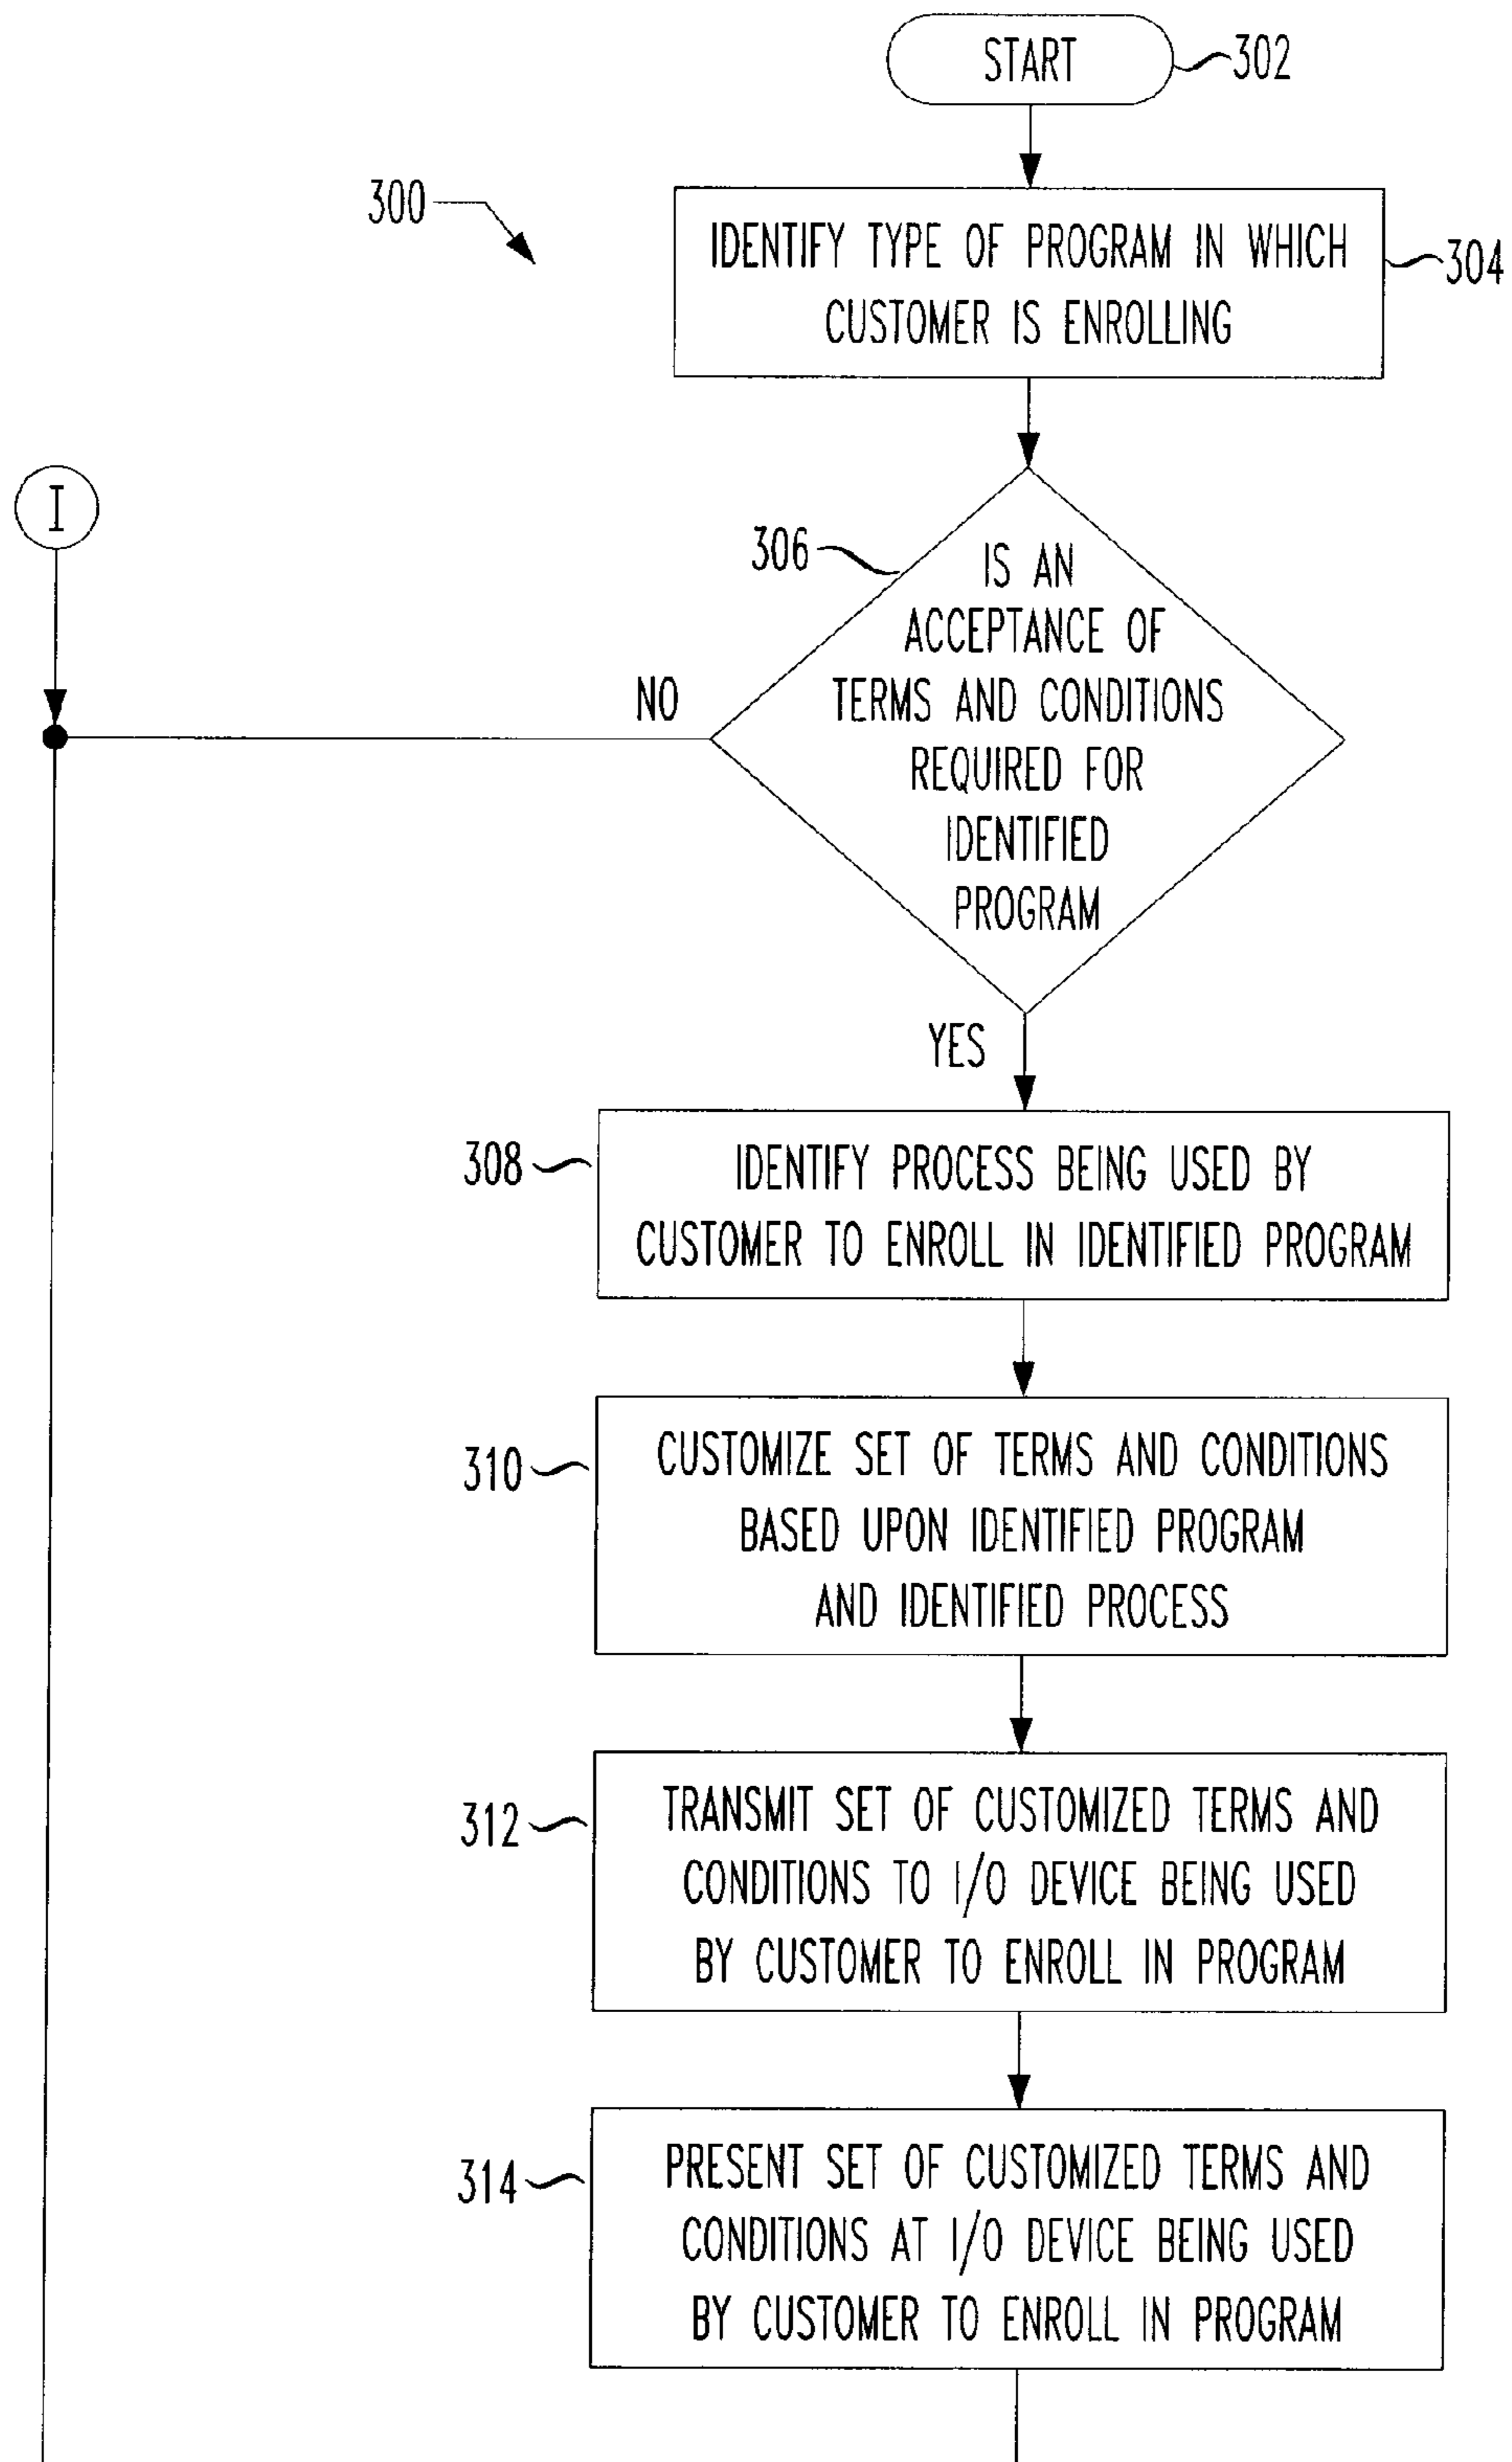 START
302
300
IDENTIFY TYPE OF PROGRAM IN WHICH
CUSTOMER IS ENROLLING
304
I
306
IS AN
ACCEPTANCE OF
TERMS AND CONDITIONS
REQUIRED FOR
IDENTIFIED
PROGRAM
NO
YES
308
IDENTIFY PROCESS BEING USED BY
CUSTOMER TO ENROLL IN IDENTIFIED PROGRAM
310
CUSTOMIZE SET OF TERMS AND CONDITIONS
BASED UPON IDENTIFIED PROGRAM
AND IDENTIFIED PROCESS
312
TRANSMIT SET OF CUSTOMIZED TERMS AND
CONDITIONS TO I/O DEVICE BEING USED
BY CUSTOMER TO ENROLL IN PROGRAM
314
PRESENT SET OF CUSTOMIZED TERMS AND
CONDITIONS AT I/O DEVICE BEING USED
BY CUSTOMER TO ENROLL IN PROGRAM